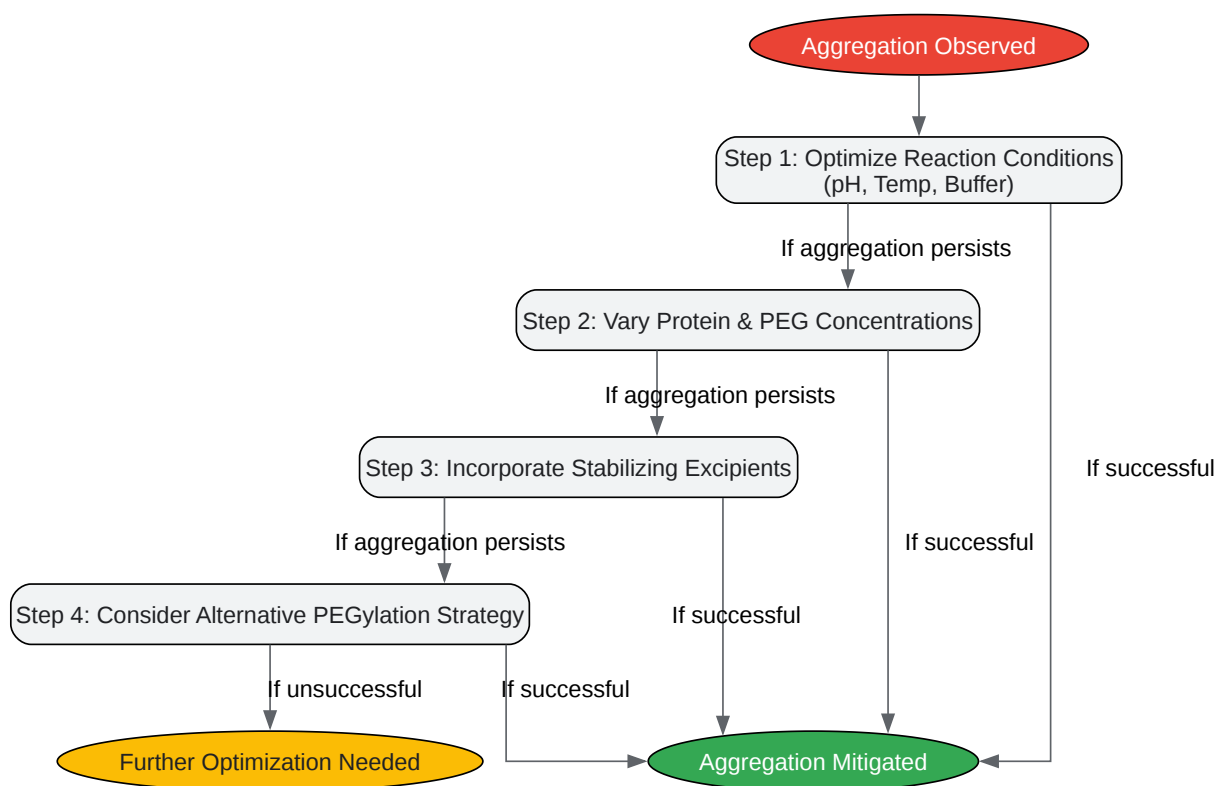 Aggregation Observed
Step 1: Optimize Reaction Conditions
(pH, Temp, Buffer)
If aggregation persists
Step 2: Vary Protein & PEG Concentrations
If aggregation persists
Step 3: Incorporate Stabilizing Excipients
If successful
If aggregation persists
If successful
Step 4: Consider Alternative PEGylation Strategy
If successful
If unsuccessful
If successful
Further Optimization Needed
Aggregation Mitigated